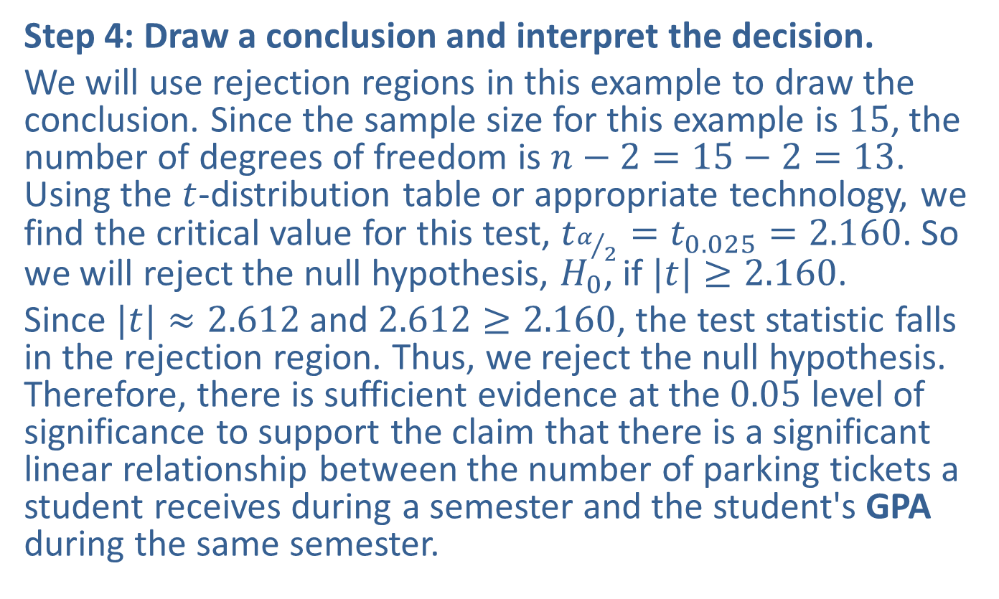 Step 4: Draw a conclusion and interpret the decision.
We will use rejection regions in this example to draw the
conclusion. Since the sample size for this example is 15, the
number of degrees of freedom is n − 2 = 15 − 2 = 13.
Using the t-distribution table or appropriate technology, we
find the critical value for this test, t_{α/2} = t_{0.025} = 2.160. So
we will reject the null hypothesis, H₀, if |t| ≥ 2.160.
Since |t| ≈ 2.612 and 2.612 ≥ 2.160, the test statistic falls
in the rejection region. Thus, we reject the null hypothesis.
Therefore, there is sufficient evidence at the 0.05 level of
significance to support the claim that there is a significant
linear relationship between the number of parking tickets a
student receives during a semester and the student's GPA
during the same semester.